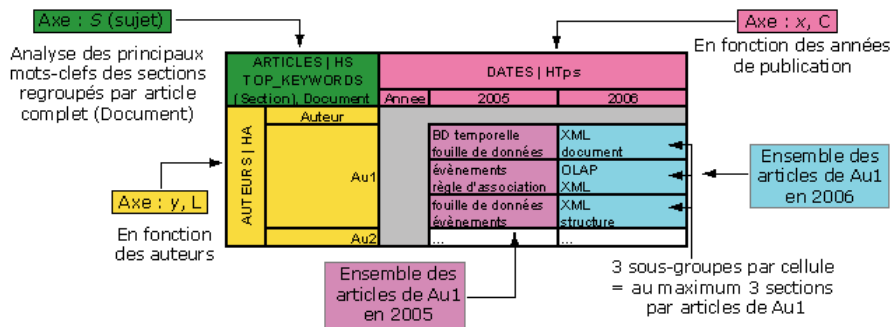 Axe : S (sujet)
Analyse des principaux
mots-clefs des sections
regroupés par article
complet (Document)
Axe : x, C
En fonction des années
de publication
ARTICLES | HS
TOP_KEYWORDS
(Section), Document
DATES | HTps
Annee 2005 2006
AUTEURS | HA
Auteur
Au1
BD temporelle
fouille de données
XML
document
évènements
règle d'association
OLAP
XML
fouille de données
évènements
XML
structure
Au2 ... ...
Axe : y, L
En fonction
des auteurs
Ensemble des
articles de Au1
en 2006
Ensemble des
articles de Au1
en 2005
3 sous-groupes par cellule
= au maximum 3 sections
par articles de Au1